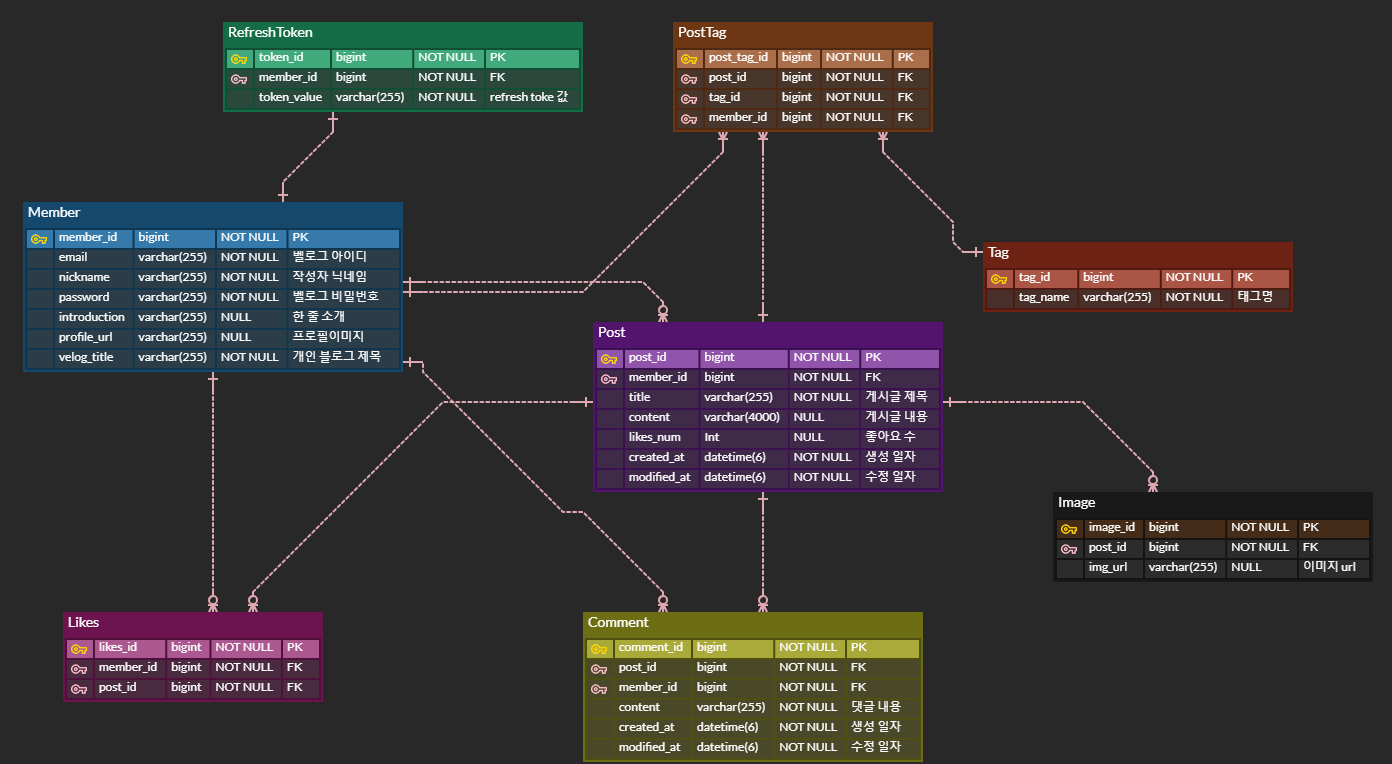 RefreshToken
token_id bigint NOT NULL PK
member_id bigint NOT NULL FK
token_value varchar(255) NOT NULL refresh toke 값
PostTag
post_tag_id bigint NOT NULL PK
post_id bigint NOT NULL FK
tag_id bigint NOT NULL FK
member_id bigint NOT NULL FK
Member
member_id bigint NOT NULL PK
email varchar(255) NOT NULL 벨로그 아이디
nickname varchar(255) NOT NULL 작성자 닉네임
password varchar(255) NOT NULL 벨로그 비밀번호
introduction varchar(255) NULL 한 줄 소개
profile_url varchar(255) NULL 프로필이미지
velog_title varchar(255) NOT NULL 개인 블로그 제목
Tag
tag_id bigint NOT NULL PK
tag_name varchar(255) NOT NULL 태그명
Post
post_id bigint NOT NULL PK
member_id bigint NOT NULL FK
title varchar(255) NOT NULL 게시글 제목
content varchar(4000) NULL 게시글 내용
likes_num Int NULL 좋아요 수
created_at datetime(6) NOT NULL 생성 일자
modified_at datetime(6) NOT NULL 수정 일자
Image
image_id bigint NOT NULL PK
post_id bigint NOT NULL FK
img_url varchar(255) NULL 이미지 url
Likes
likes_id bigint NOT NULL PK
member_id bigint NOT NULL FK
post_id bigint NOT NULL FK
Comment
comment_id bigint NOT NULL PK
post_id bigint NOT NULL FK
member_id bigint NOT NULL FK
content varchar(255) NOT NULL 댓글 내용
created_at datetime(6) NOT NULL 생성 일자
modified_at datetime(6) NOT NULL 수정 일자